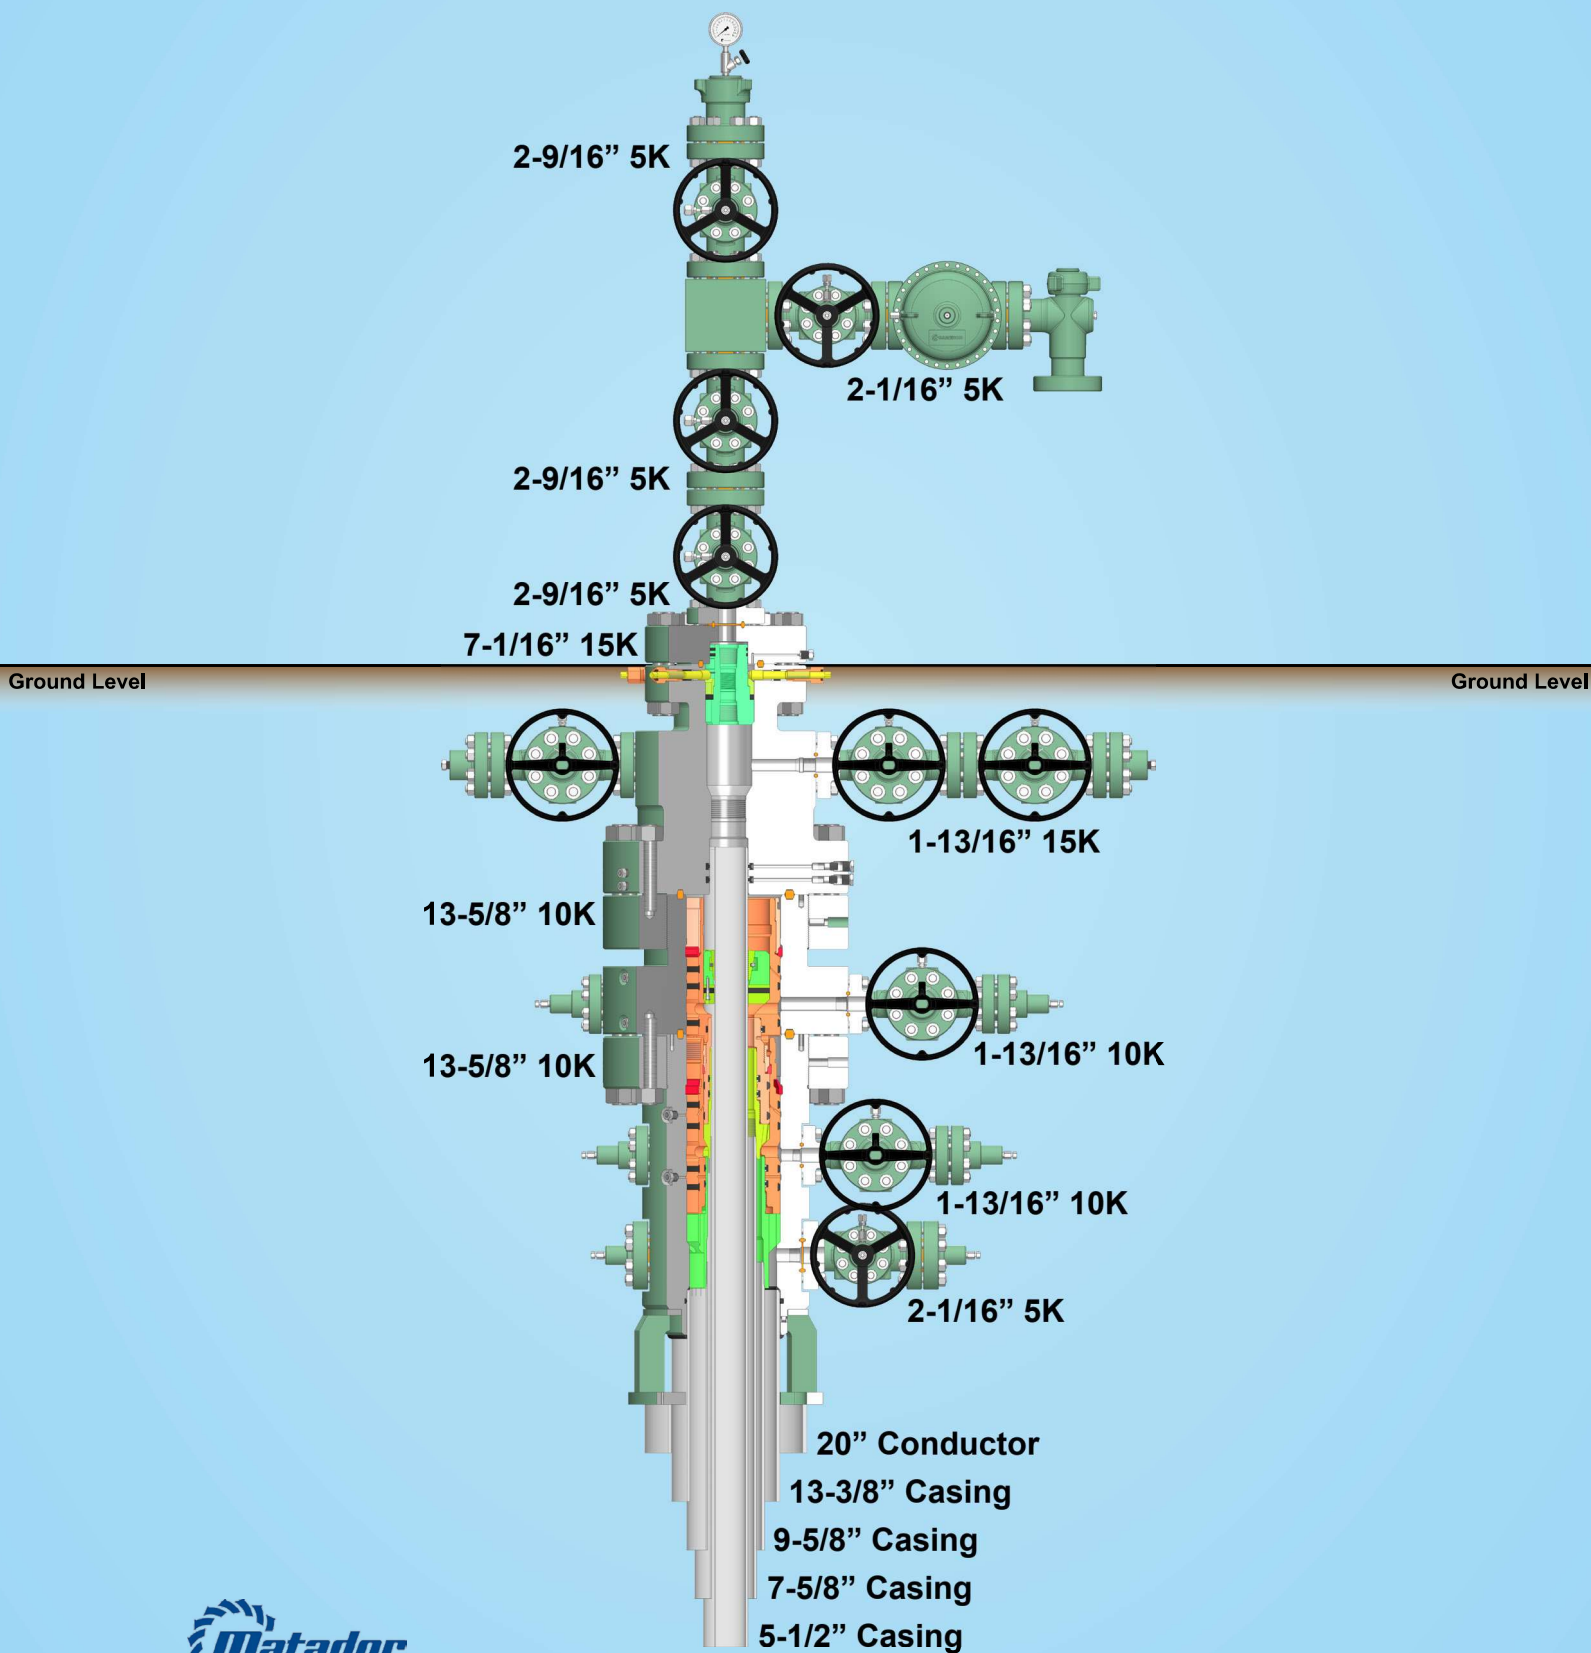 2-9/16” 5K
2-1/16” 5K
2-9/16” 5K
2-9/16” 5K
7-1/16” 15K
Ground Level
Ground Level
1-13/16” 15K
13-5/8” 10K
1-13/16” 10K
13-5/8” 10K
1-13/16” 10K
2-1/16” 5K
20” Conductor
13-3/8” Casing
9-5/8” Casing
7-5/8” Casing
5-1/2” Casing
Matador